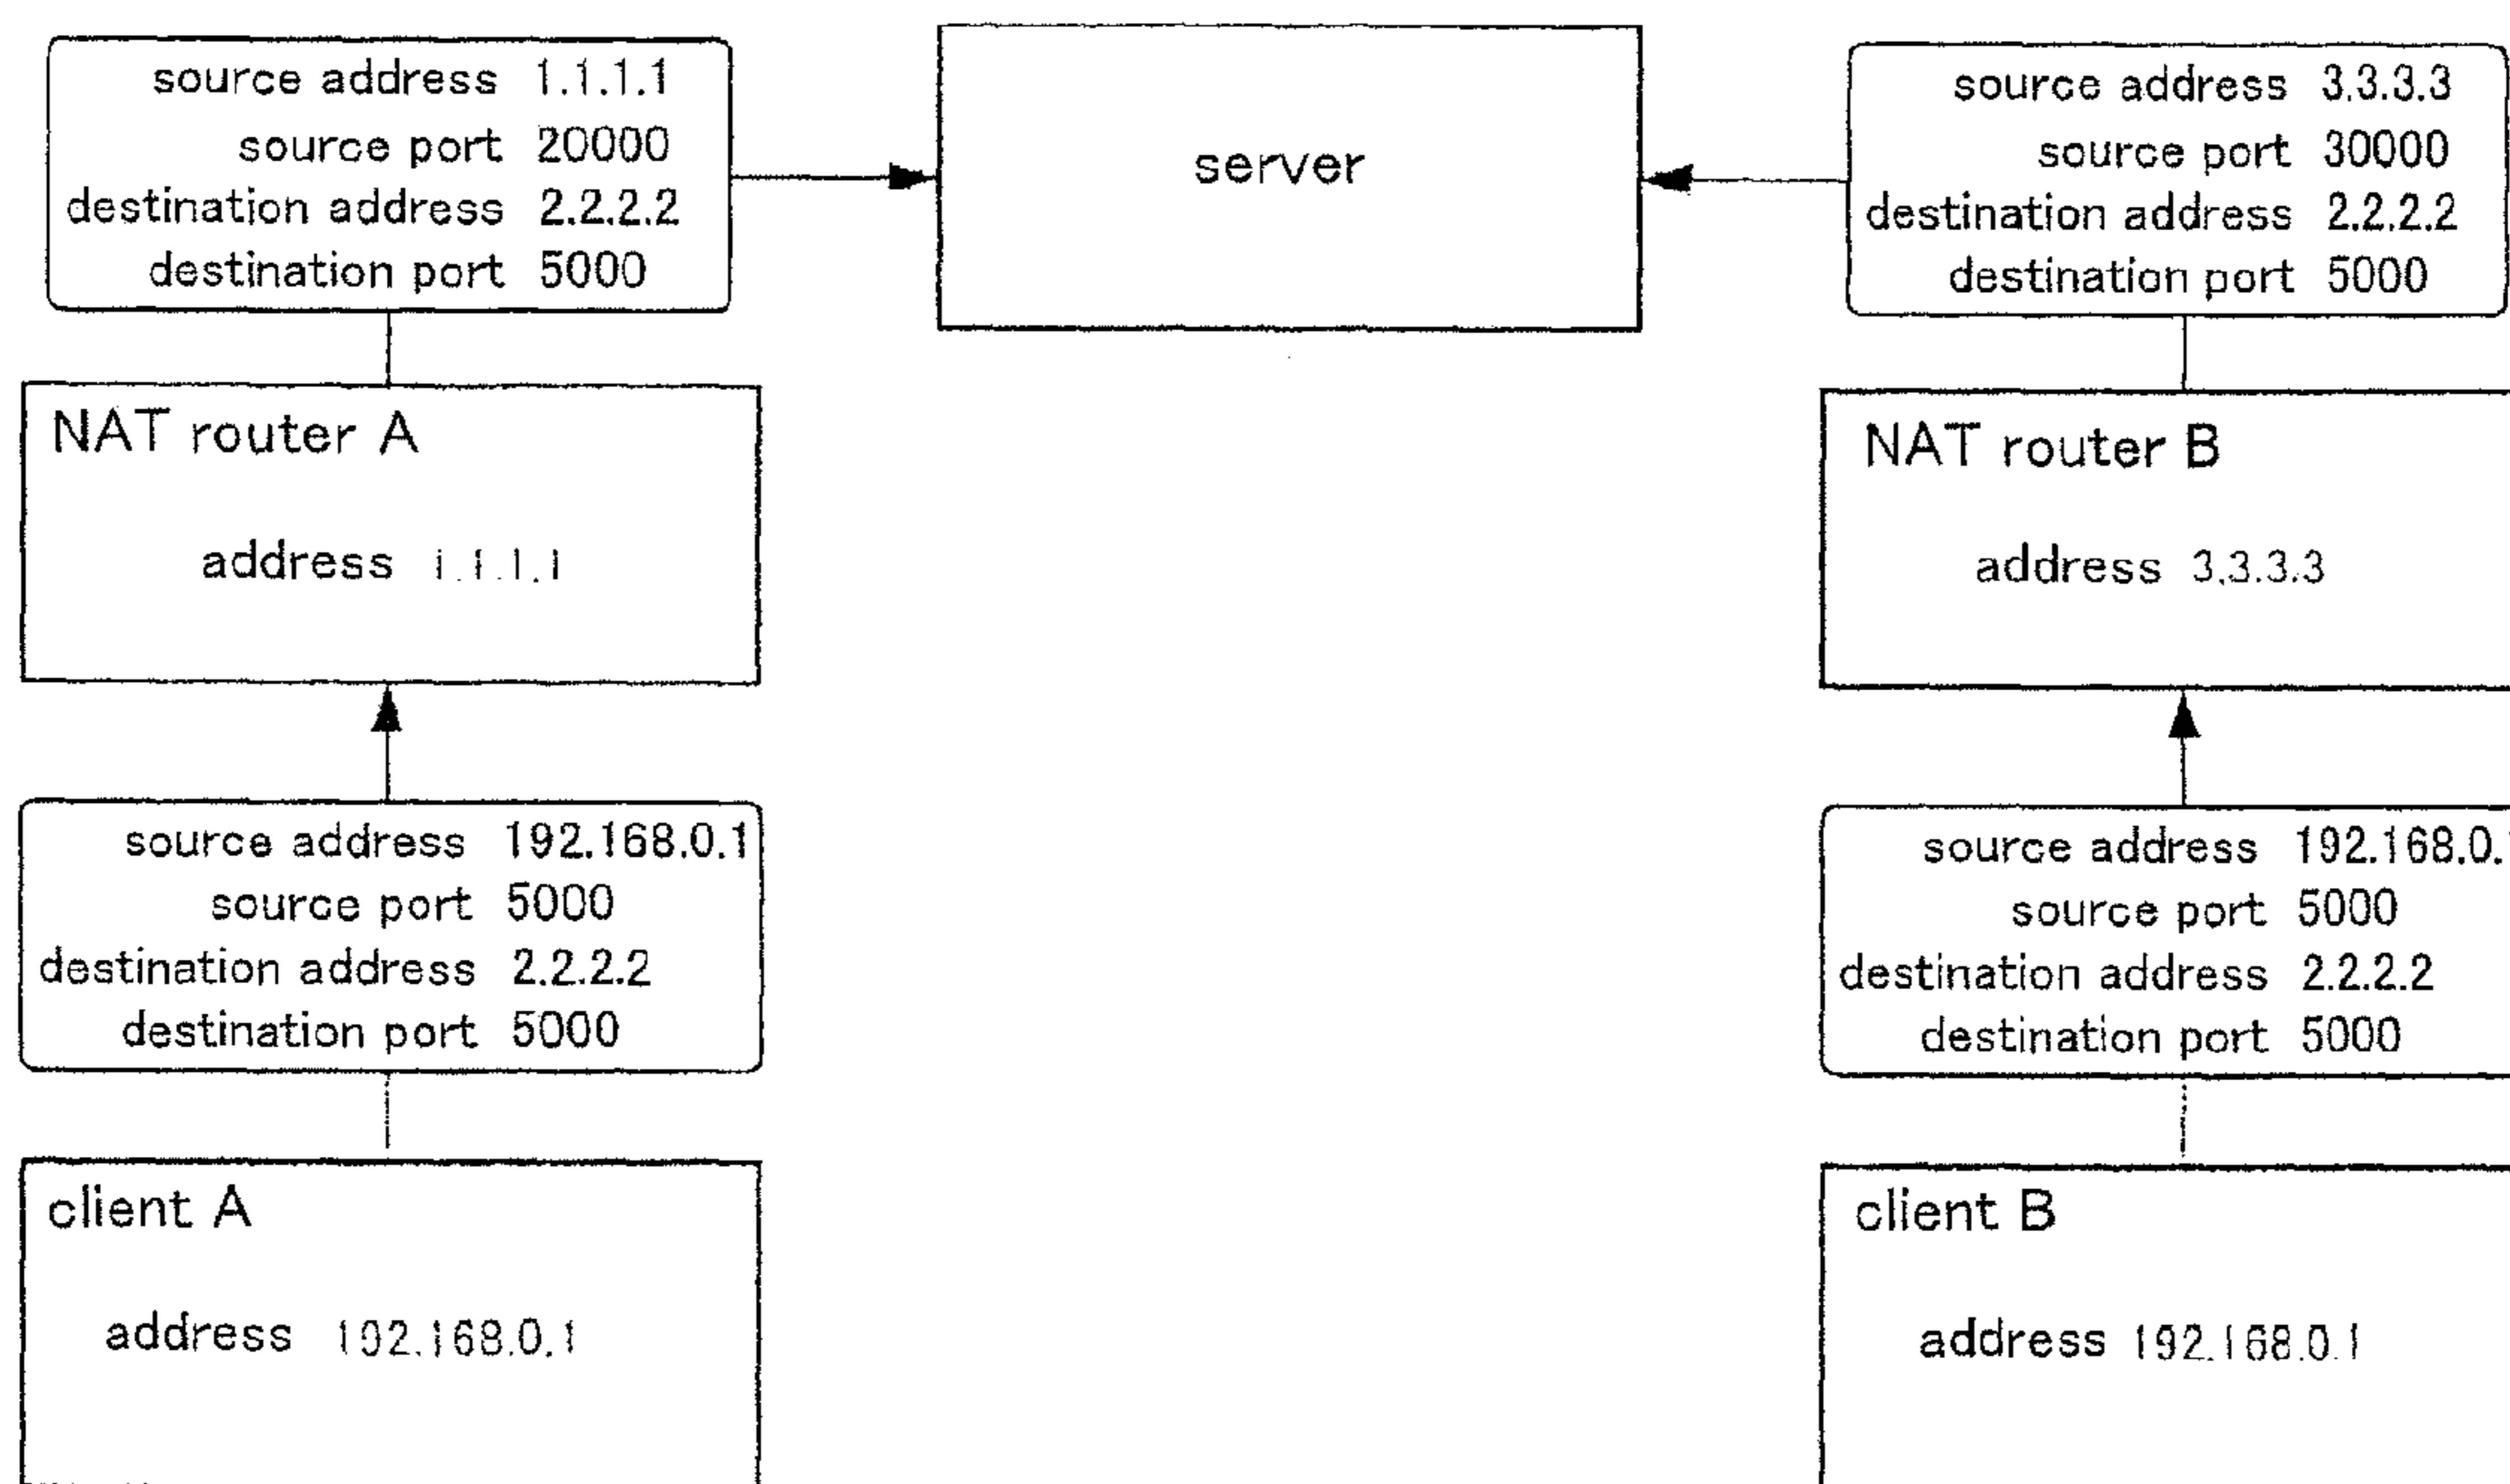 source address 1.1.1.1
source port 20000
destination address 2.2.2.2
destination port 5000
server
source address 3.3.3.3
source port 30000
destination address 2.2.2.2
destination port 5000
NAT router A
address 1.1.1.1
NAT router B
address 3.3.3.3
source address 192.168.0.1
source port 5000
destination address 2.2.2.2
destination port 5000
source address 192.168.0.
source port 5000
destination address 2.2.2.2
destination port 5000
client A
address 192.168.0.1
client B
address 192.168.0.1